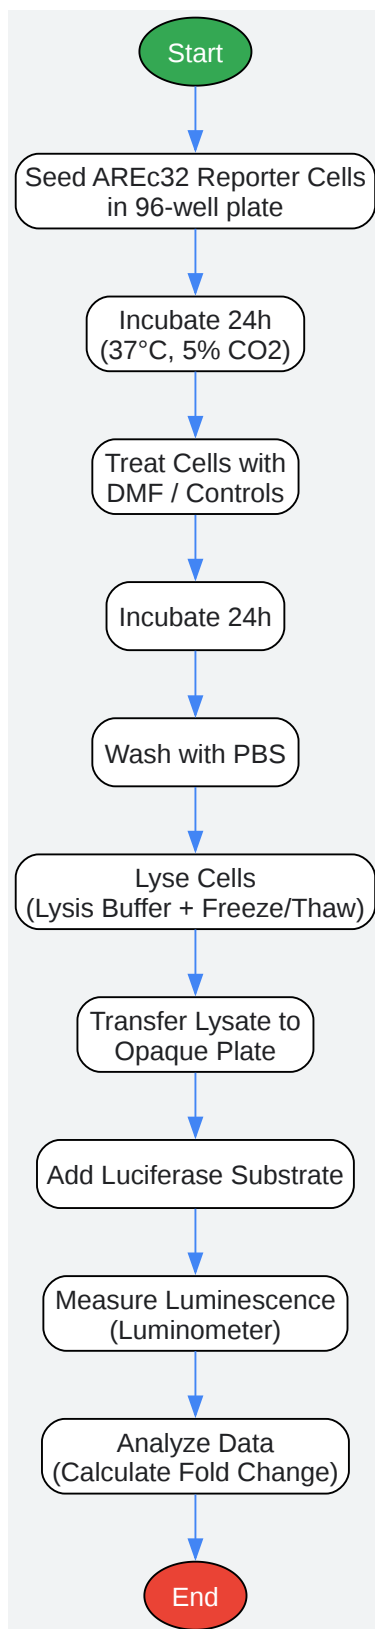 Start
Seed AREc32 Reporter Cells
in 96-well plate
Incubate 24h
(37°C, 5% CO2)
Treat Cells with
DMF / Controls
Incubate 24h
Wash with PBS
Lyse Cells
(Lysis Buffer + Freeze/Thaw)
Transfer Lysate to
Opaque Plate
Add Luciferase Substrate
Measure Luminescence
(Luminometer)
Analyze Data
(Calculate Fold Change)
End